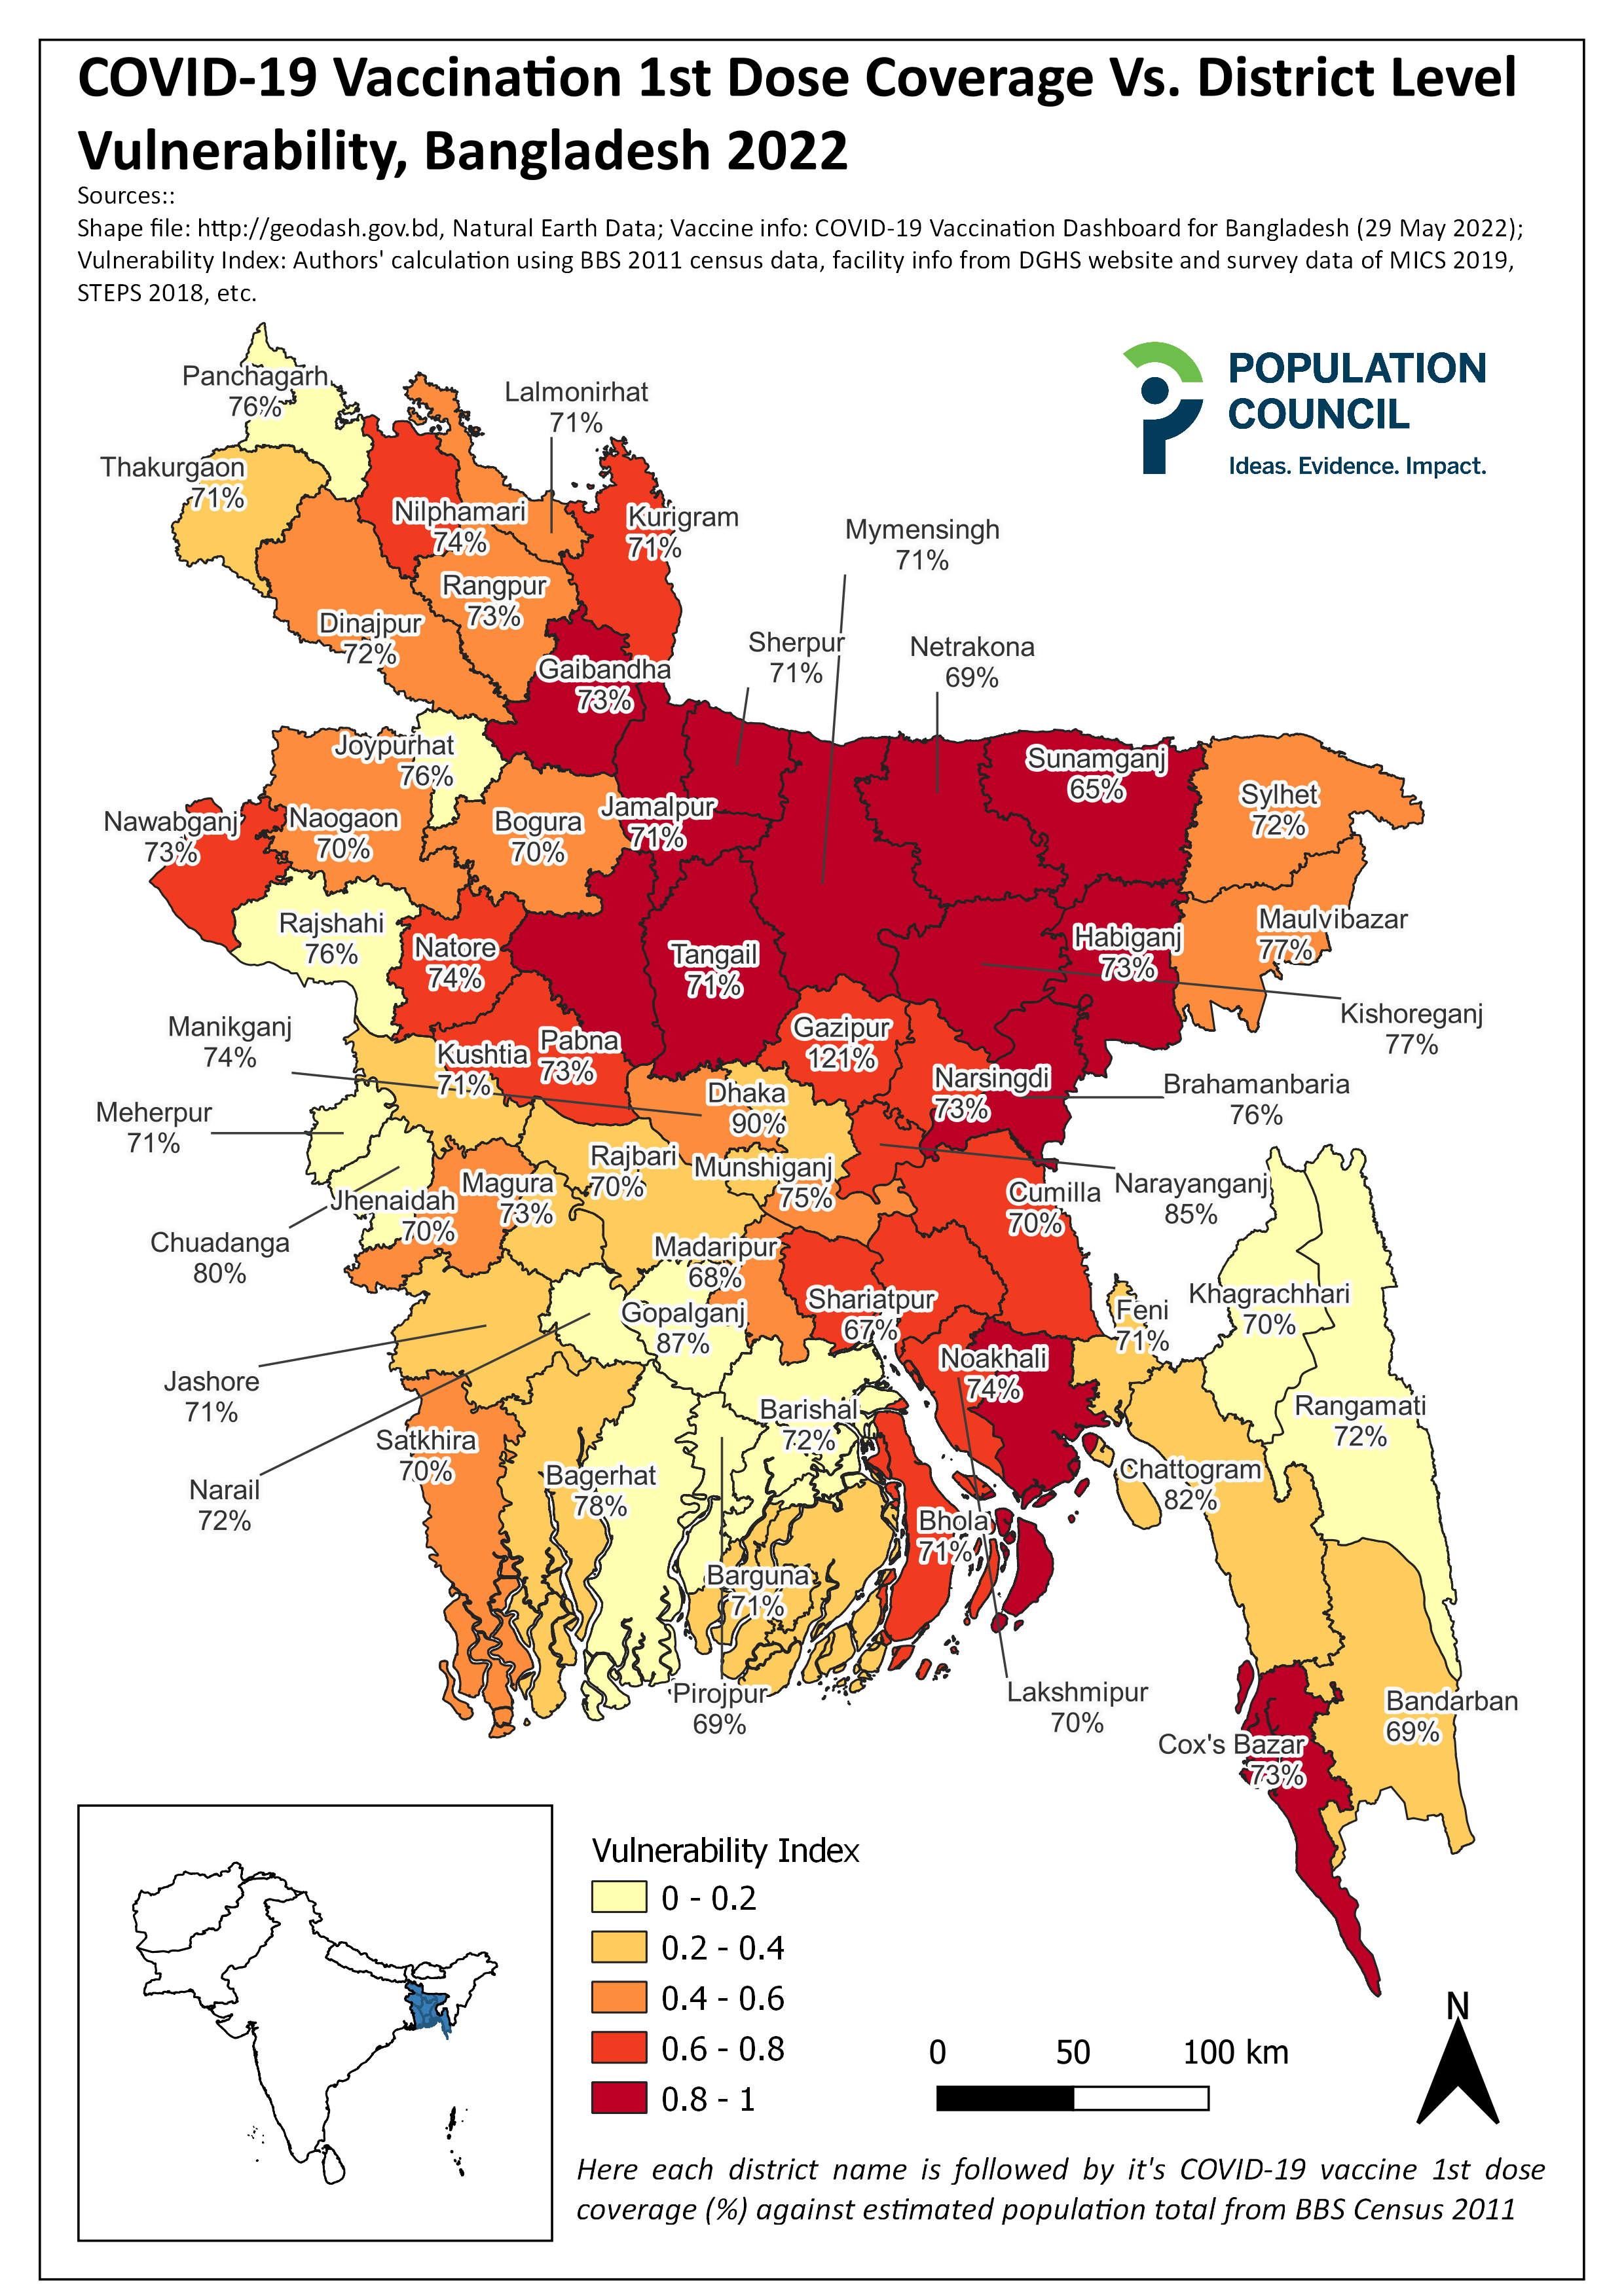 COVID-19 Vaccination 1st Dose Coverage Vs. District Level
Vulnerability, Bangladesh 2022
Sources::
Shape file: http://geodash.gov.bd, Natural Earth Data; Vaccine info: COVID-19 Vaccination Dashboard for Bangladesh (29 May 2022);
Vulnerability Index: Authors' calculation using BBS 2011 census data, facility info from DGHS website and survey data of MICS 2019,
STEPS 2018, etc.
POPULATION
COUNCIL
Ideas. Evidence. Impact.
Panchagarh
76%
Lalmonirhat
71%
Thakurgaon
71%
Nilphamari
74%
Kurigram
71%
Mymensingh
71%
Rangpur
73%
Dinajpur
72%
Sherpur
71%
Netrakona
69%
Gaibandha
73%
Joypurhat
76%
Sunamganj
65%
Sylhet
72%
Nawabganj
73%
Naogaon
70%
Bogura
70%
Jamalpur
71%
Rajshahi
76%
Natore
74%
Tangail
71%
Habiganj
73%
Maulvibazar
77%
Kishoreganj
77%
Manikganj
74%
Kushtia
71%
Pabna
73%
Gazipur
121%
Narsingdi
73%
Brahamanbaria
76%
Meherpur
71%
Dhaka
90%
Rajbari
70%
Munshiganj
75%
Magura
73%
Jhenaidah
70%
Cumilla
70%
Narayanganj
85%
Chuadanga
80%
Madaripur
68%
Gopalganj
87%
Shariatpur
67%
Feni
71%
Khagrachhari
70%
Jashore
71%
Noakhali
74%
Barishal
72%
Rangamati
72%
Satkhira
70%
Narail
72%
Bagerhat
78%
Chattogram
82%
Bhola
71%
Barguna
71%
Pirojpur
69%
Lakshmipur
70%
Bandarban
69%
Cox's Bazar
73%
Vulnerability Index
0 - 0.2
0.2 - 0.4
0.4 - 0.6
0.6 - 0.8
0.8 - 1
0 50 100 km
N
Here each district name is followed by it's COVID-19 vaccine 1st dose
coverage (%) against estimated population total from BBS Census 2011